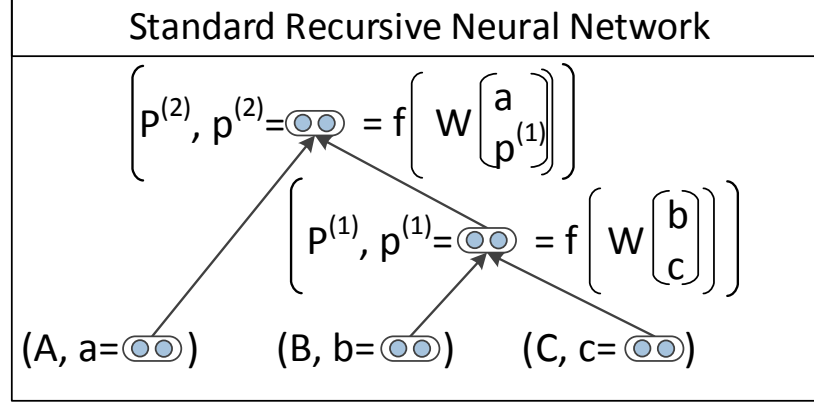 Standard Recursive Neural Network
(P⁽²⁾, p⁽²⁾= = f(W(a
p⁽¹⁾)))
(P⁽¹⁾, p⁽¹⁾= = f(W(b
c)))
(A, a= ) (B, b= ) (C, c= )